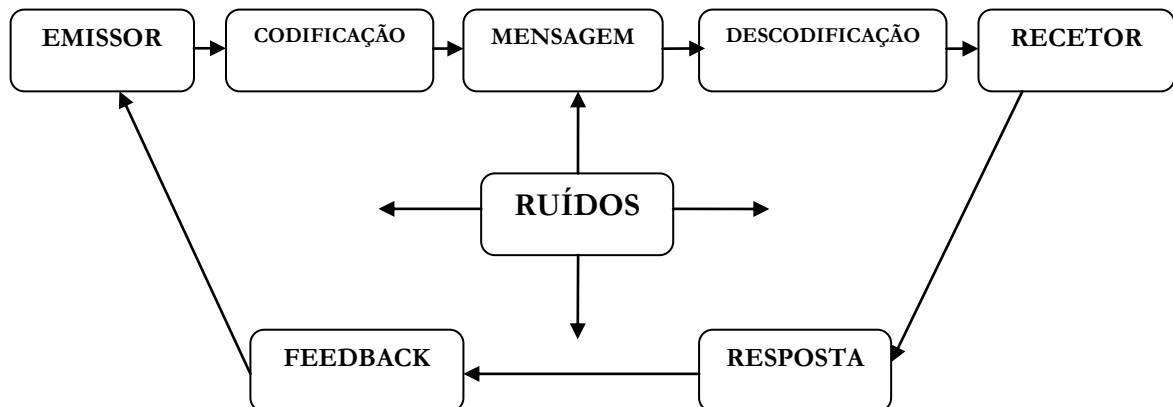 EMISSOR
CODIFICAÇÃO
MENSAGEM
DESCODIFICAÇÃO
RECETOR
RUÍDOS
FEEDBACK
RESPOSTA